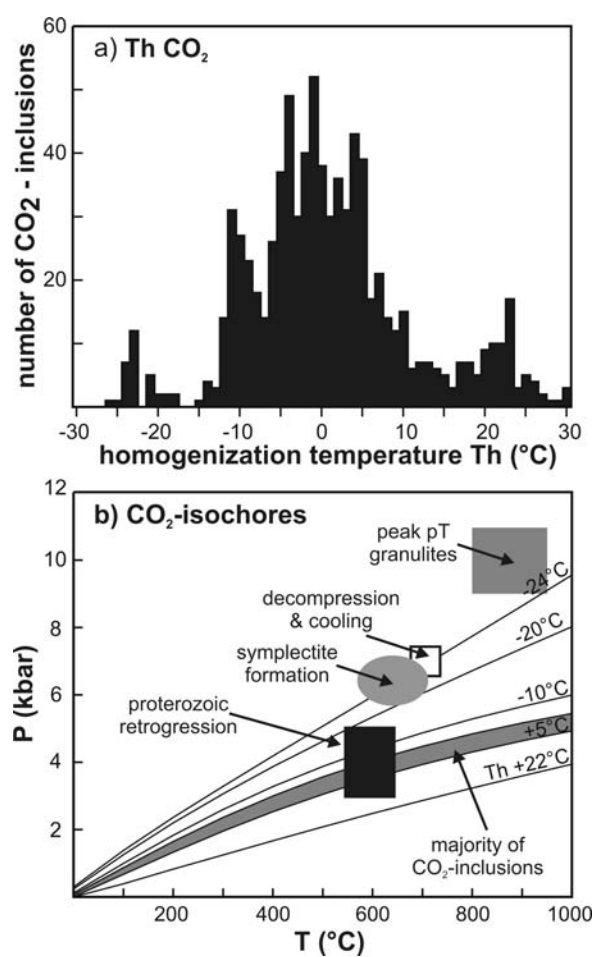 a) Th CO₂
number of CO₂ - inclusions
60
40
20
-30
-20
-10
0
10
20
30
homogenization temperature Th (°C)
b) CO₂-isochores
P (kbar)
12
10
8
6
4
2
peak pT
granulites
decompression
& cooling
symplectite
formation
proterozoic
retrogression
-24°C
-20°C
-10°C
+5°C
Th +22°C
majority of
CO₂-inclusions
200
400
600
800
1000
T (°C)